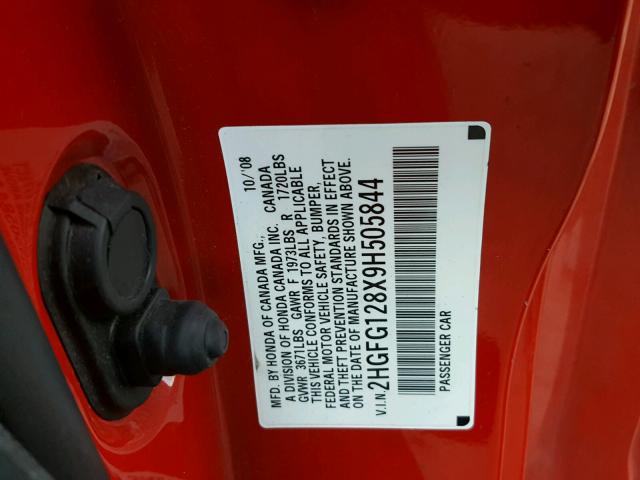 MFD. BY HONDA OF CANADA MFG., 10/08
A DIVISION OF HONDA CANADA INC. CANADA
GVWR 3671LBS GAWR F 1973LBS R 1720LBS
THIS VEHICLE CONFORMS TO ALL APPLICABLE
FEDERAL MOTOR VEHICLE SAFETY, BUMPER,
AND THEFT PREVENTION STANDARDS IN EFFECT
ON THE DATE OF MANUFACTURE SHOWN ABOVE.
V.I.N. 2HGFG128X9H505844
PASSENGER CAR